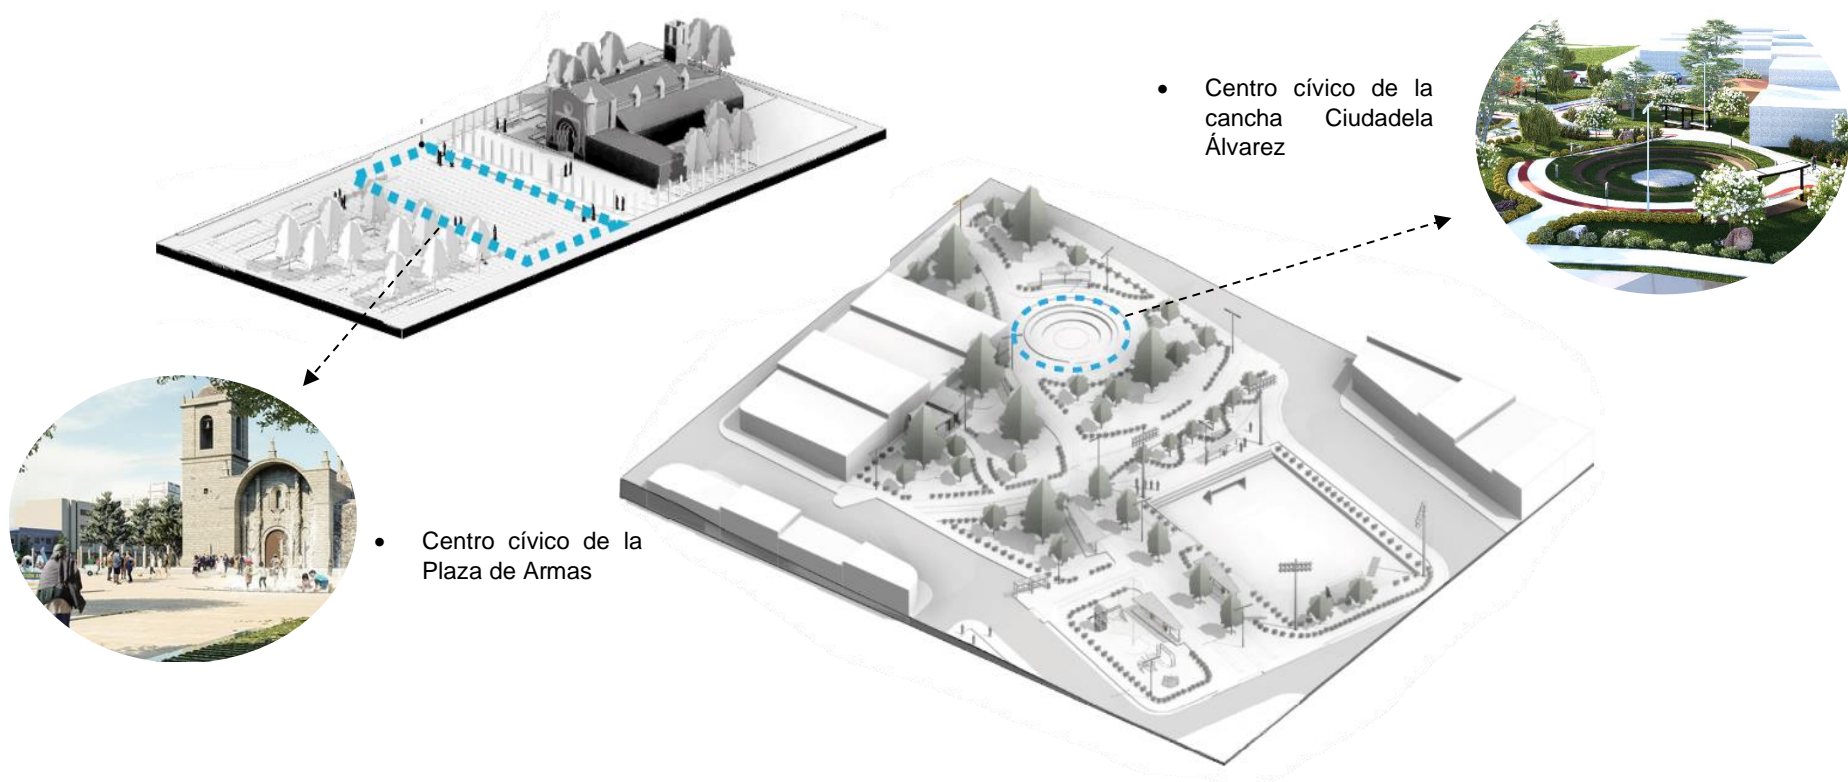 • Centro cívico de la
cancha Ciudadela
Álvarez
• Centro cívico de la
Plaza de Armas